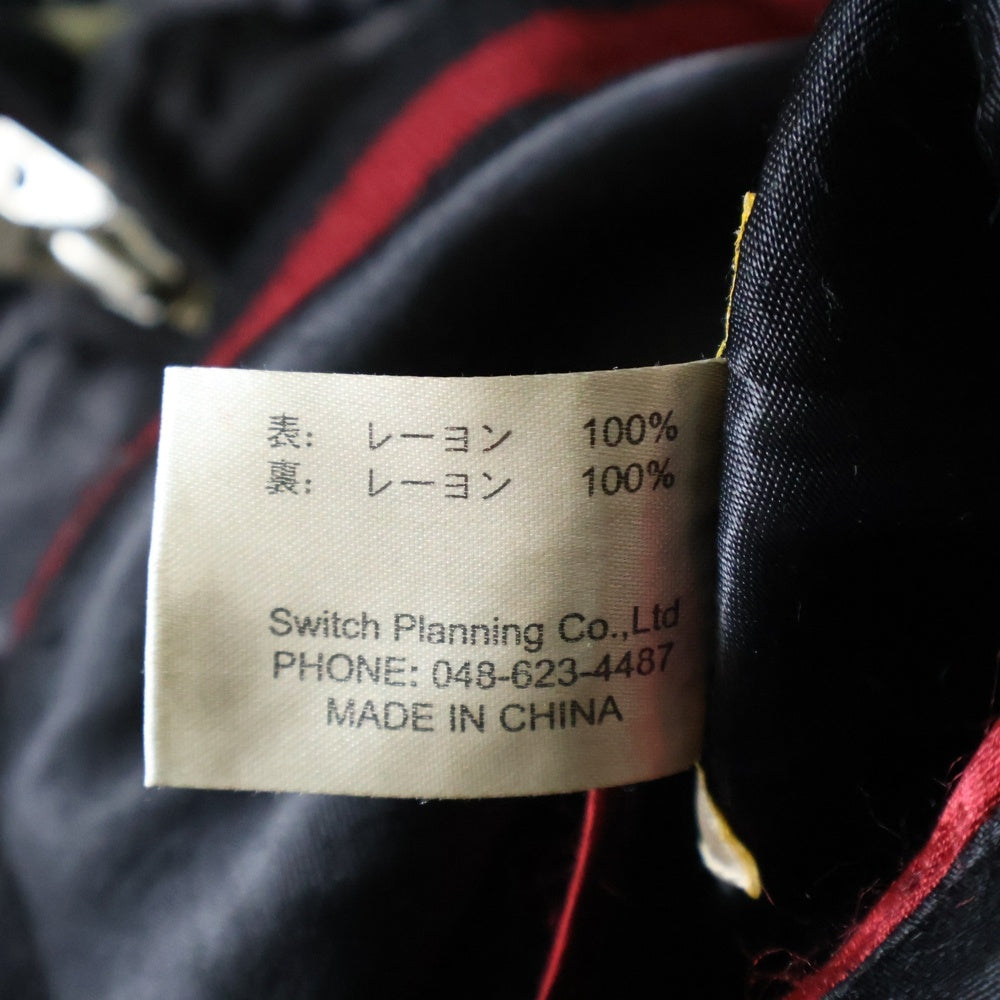 表: レーヨン 100%
裏: レーヨン 100%
Switch Planning Co.,Ltd
PHONE: 048-623-4487
MADE IN CHINA